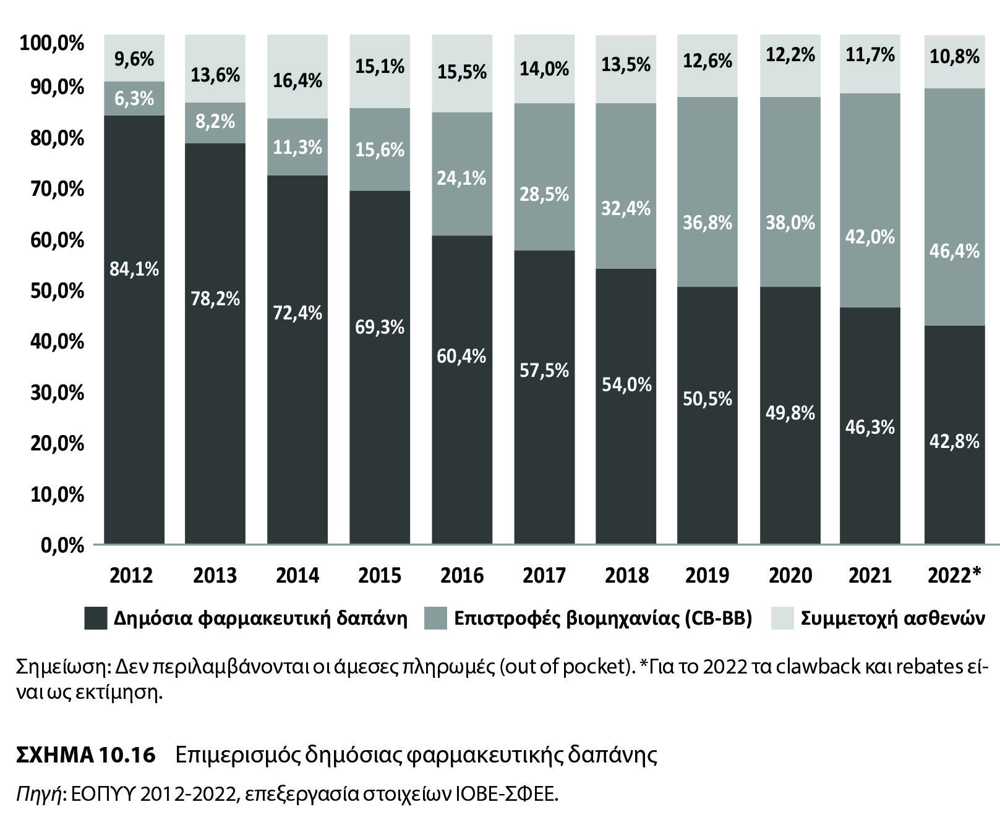 100,0%
90,0%
80,0%
70,0%
60,0%
50,0%
40,0%
30,0%
20,0%
10,0%
0,0%
9,6% 13,6% 16,4% 15,1% 15,5% 14,0% 13,5% 12,6% 12,2% 11,7% 10,8%
6,3% 8,2% 11,3% 15,6% 24,1% 28,5% 32,4% 36,8% 38,0% 42,0% 46,4%
84,1% 78,2% 72,4% 69,3% 60,4% 57,5% 54,0% 50,5% 49,8% 46,3% 42,8%
2012 2013 2014 2015 2016 2017 2018 2019 2020 2021 2022*
Δημόσια φαρμακευτική δαπάνη Επιστροφές βιομηχανίας (CB-BB) Συμμετοχή ασθενών
Σημείωση: Δεν περιλαμβάνονται οι άμεσες πληρωμές (out of pocket). *Για το 2022 τα clawback και rebates εί-
ναι ως εκτίμηση.
ΣΧΗΜΑ 10.16 Επιμερισμός δημόσιας φαρμακευτικής δαπάνης
Πηγή: ΕΟΠΥΥ 2012-2022, επεξεργασία στοιχείων ΙΟΒΕ-ΣΦΕΕ.